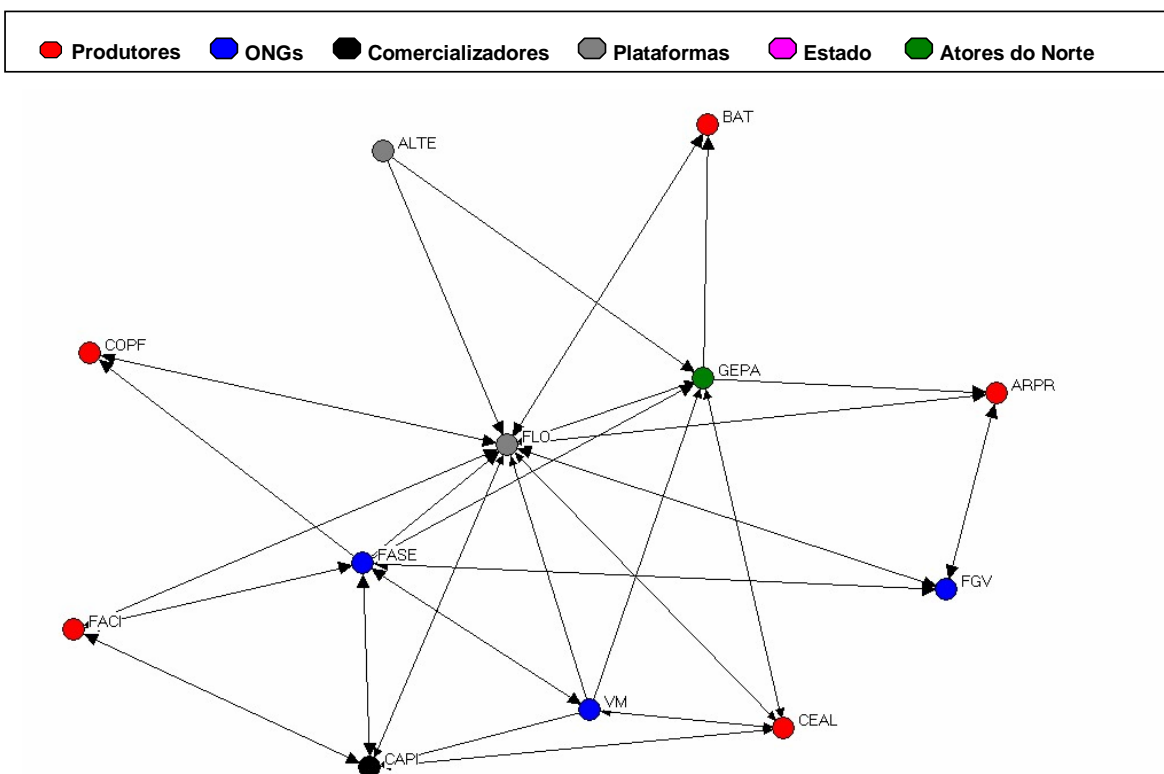 Produtores ONGs Comercializadores Plataformas Estado Atores do Norte
BAT
ALTE
COPF
GEPA
ARPR
FLO
FASE
FGV
FACI
VM
CEAL
CAPI